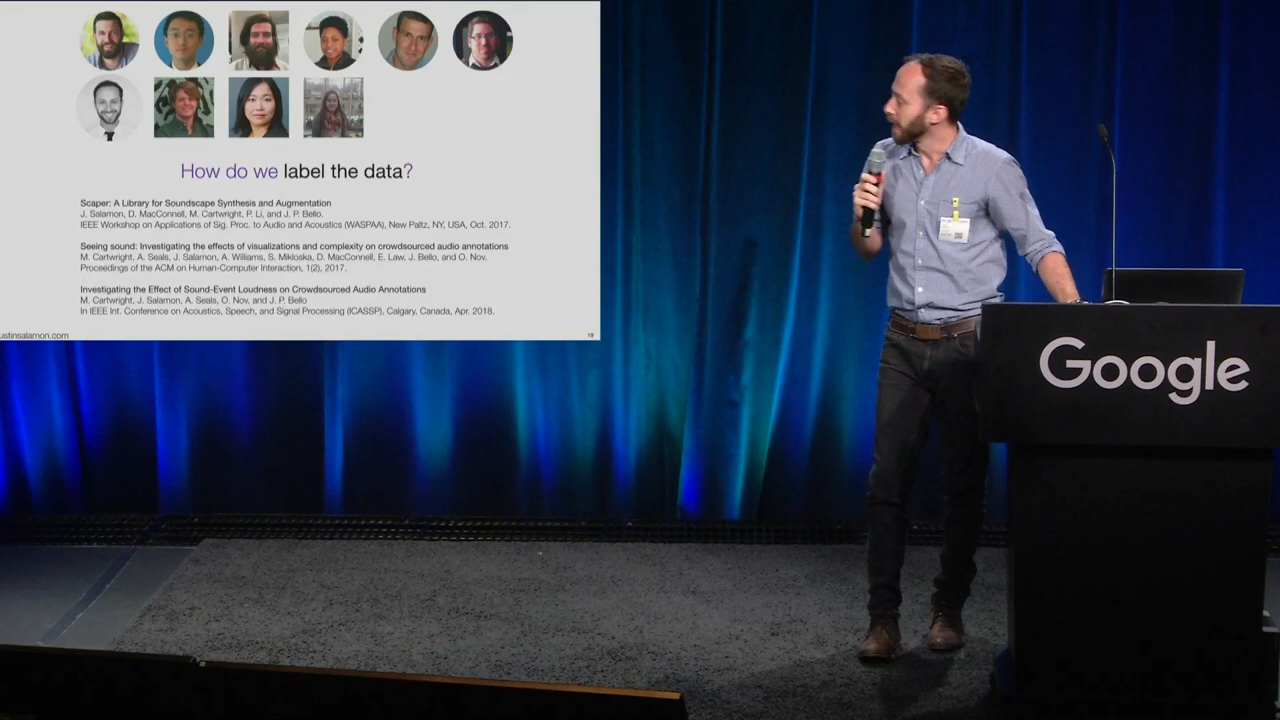 How do we label the data?
Scaper: A Library for Soundscape Synthesis and Augmentation
J. Salamon, D. MacConnell, M. Cartwright, P. Li, and J. P. Bello.
IEEE Workshop on Applications of Sig. Proc. to Audio and Acoustics (WASPAA), New Paltz, NY, USA, Oct. 2017.
Seeing sound: Investigating the effects of visualizations and complexity on crowdsourced audio annotations
M. Cartwright, A. Seals, J. Salamon, A. Williams, S. Mikloska, D. MacConnell, E. Law, J. Bello, and O. Nov.
Proceedings of the ACM on Human-Computer Interaction, 1(2), 2017.
Investigating the Effect of Sound-Event Loudness on Crowdsourced Audio Annotations
M. Cartwright, J. Salamon, A. Seals, O. Nov, and J. P. Bello
In IEEE Int. Conference on Acoustics, Speech, and Signal Processing (ICASSP), Calgary, Canada, Apr. 2018.
ustinsalamon.com
Google